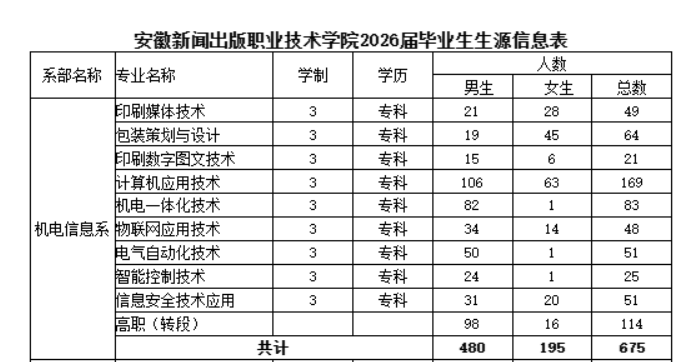 安徽新闻出版职业技术学院2026届毕业生生源信息表
系部名称 专业名称 学制 学历 人数
男生 女生 总数
机电信息系
印刷媒体技术 3 专科 21 28 49
包装策划与设计 3 专科 19 45 64
印刷数字图文技术 3 专科 15 6 21
计算机应用技术 3 专科 106 63 169
机电一体化技术 3 专科 82 1 83
物联网应用技术 3 专科 34 14 48
电气自动化技术 3 专科 50 1 51
智能控制技术 3 专科 24 1 25
信息安全技术应用 3 专科 31 20 51
高职（转段） 98 16 114
共计 480 195 675